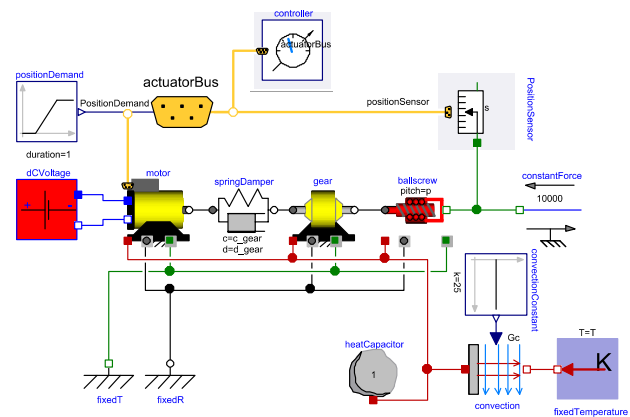 controller
actuatorBus
positionDemand
actuatorBus
PositionDemand
positionSensor
s
PositionSensor
duration=1
dCVoltage
+
-
motor
springDamper
c=c_gear
d=d_gear
gear
ballscrew
pitch=p
constantForce
10000
k=25
convectionConstant
heatCapacitor
1
Gc
T=T
K
fixedT
fixedR
convection
fixedTemperature